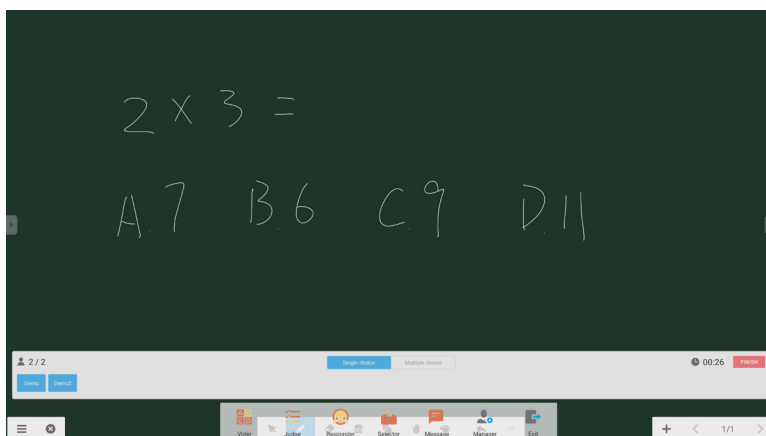 2 × 3 =
A.7 B.6 C.9 D.11
2 / 2
Single choice Multiple choice
00:26 FINISH
Demo Demo2
Voter Judge Responder Selector Message Manager Exit
1/1